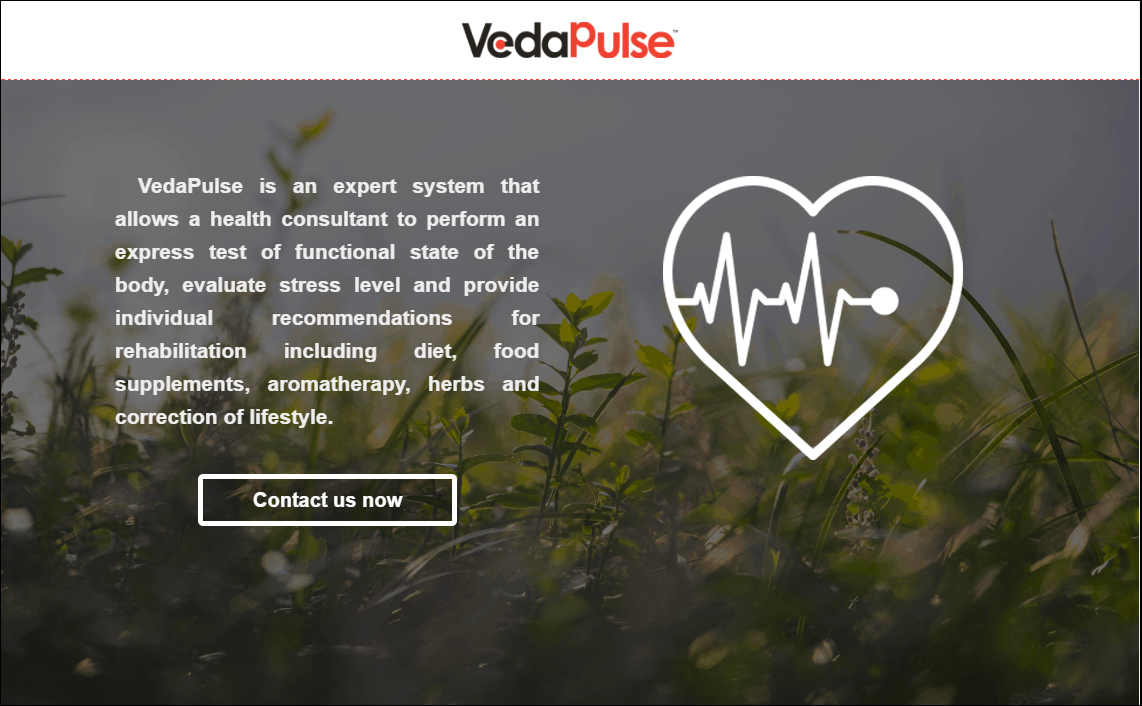 VedaPulse™
VedaPulse is an expert system that
allows a health consultant to perform an
express test of functional state of the
body, evaluate stress level and provide
individual recommendations for
rehabilitation including diet, food
supplements, aromatherapy, herbs and
correction of lifestyle.
Contact us now